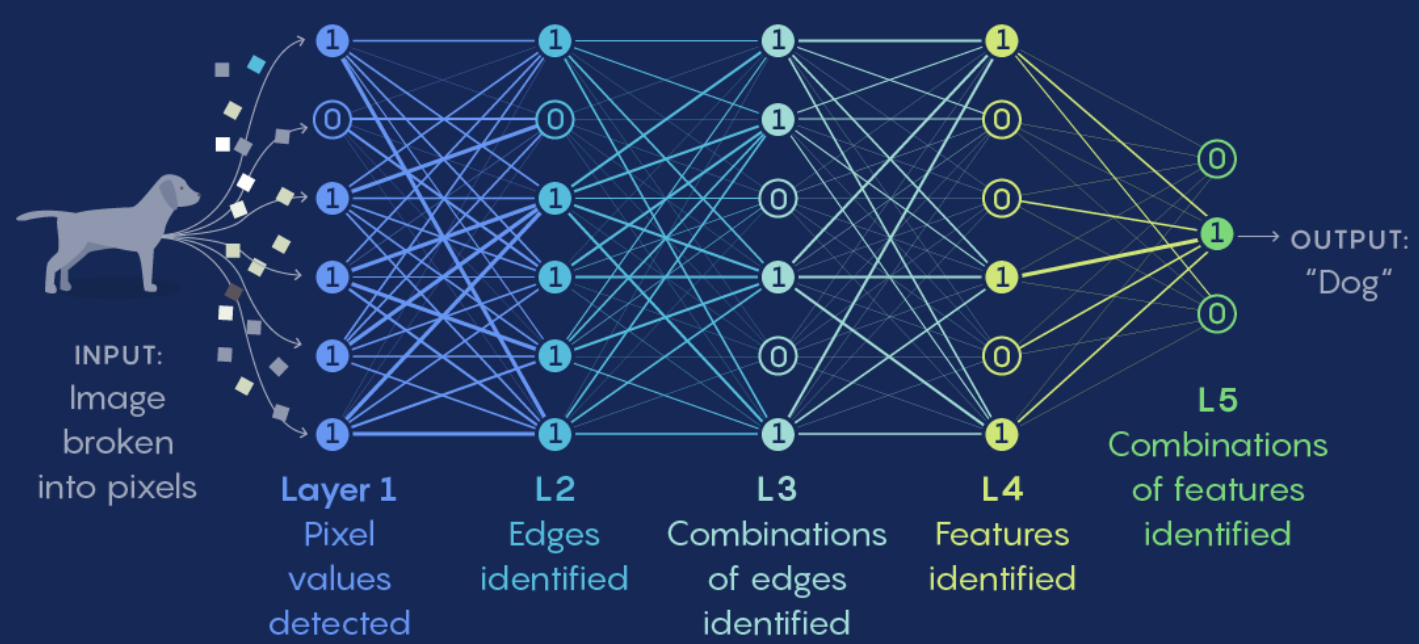 1 1 1 1
0 0 1 0
0
1 1 0 0
1
OUTPUT:
“Dog“
1 1 1 1
0
INPUT:
Image
broken
into pixels
1 1 0 0
1 1 1 1
L5
Combinations
of features
identified
Layer 1
Pixel
values
detected
L2
Edges
identified
L3
Combinations
of edges
identified
L4
Features
identified